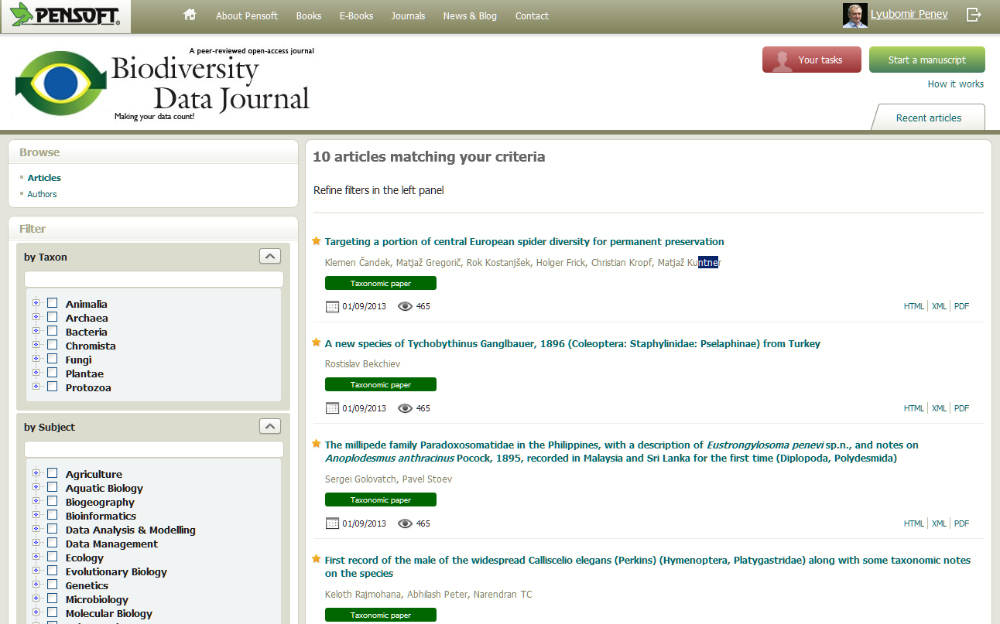 PENSOFT.
About Pensoft Books E-Books Journals News & Blog Contact
Lyubomir Penev
A peer-reviewed open-access journal
Biodiversity
Data Journal
Making your data count!
Your tasks
Start a manuscript
How it works
Recent articles
Browse
Articles
Authors
Filter
by Taxon
Animalia
Archaea
Bacteria
Chromista
Fungi
Plantae
Protozoa
by Subject
Agriculture
Aquatic Biology
Biogeography
Bioinformatics
Data Analysis & Modelling
Data Management
Ecology
Evolutionary Biology
Genetics
Microbiology
Molecular Biology
10 articles matching your criteria
Refine filters in the left panel
Targeting a portion of central European spider diversity for permanent preservation
Klemen Čandek, Matjaž Gregorič, Rok Kostanjšek, Holger Frick, Christian Kropf, Matjaž Kuntner
Taxonomic paper
01/09/2013 465 HTML XML PDF
A new species of Tychobythinus Ganglbauer, 1896 (Coleoptera: Staphylinidae: Pselaphinae) from Turkey
Rostislav Bekchiev
Taxonomic paper
01/09/2013 465 HTML XML PDF
The millipede family Paradoxosomatidae in the Philippines, with a description of Eustrongylosoma penevi sp.n., and notes on
Anoplodesmus anthracinus Pocock, 1895, recorded in Malaysia and Sri Lanka for the first time (Diplopoda, Polydesmida)
Sergei Golovatch, Pavel Stoev
Taxonomic paper
01/09/2013 465 HTML XML PDF
First record of the male of the widespread Calliscelio elegans (Perkins) (Hymenoptera, Platygastridae) along with some taxonomic notes
on the species
Keloth Rajmohana, Abhilash Peter, Narendran TC
Taxonomic paper